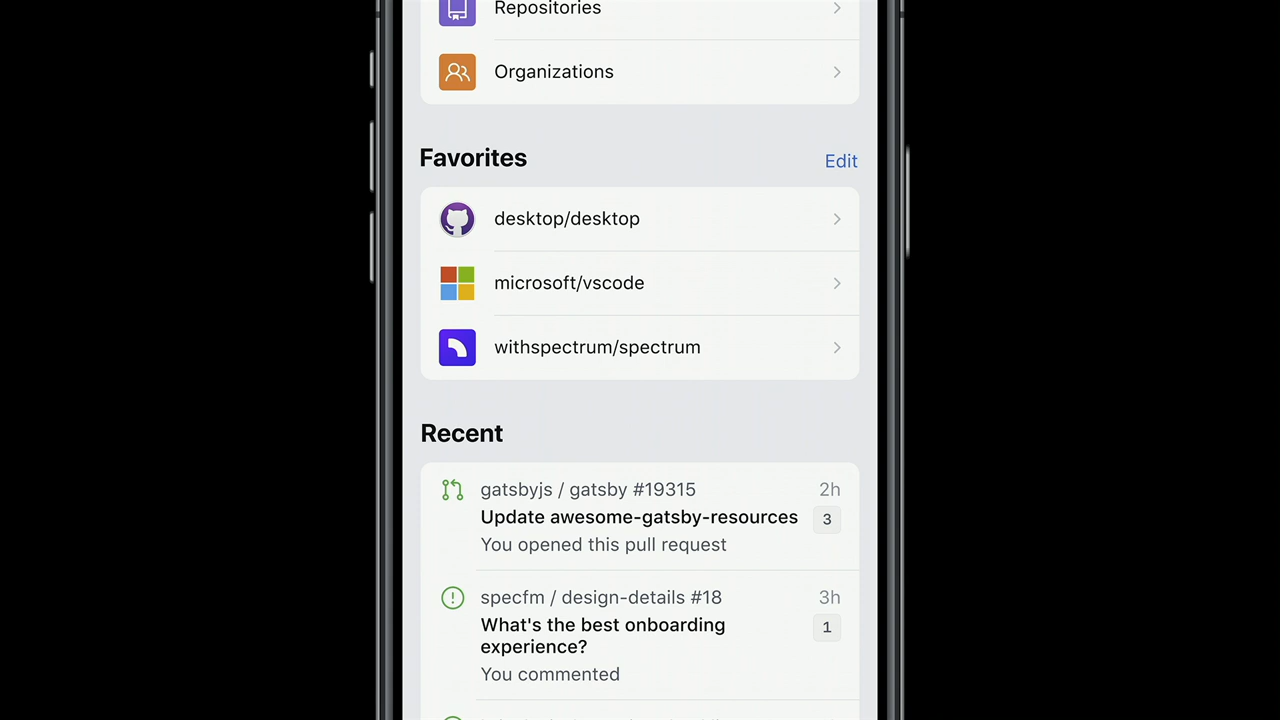 Repositories
Organizations
Favorites
Edit
desktop/desktop
microsoft/vscode
withspectrum/spectrum
Recent
gatsbyjs / gatsby #19315
2h
Update awesome-gatsby-resources
3
You opened this pull request
specfm / design-details #18
3h
What's the best onboarding
1
experience?
You commented